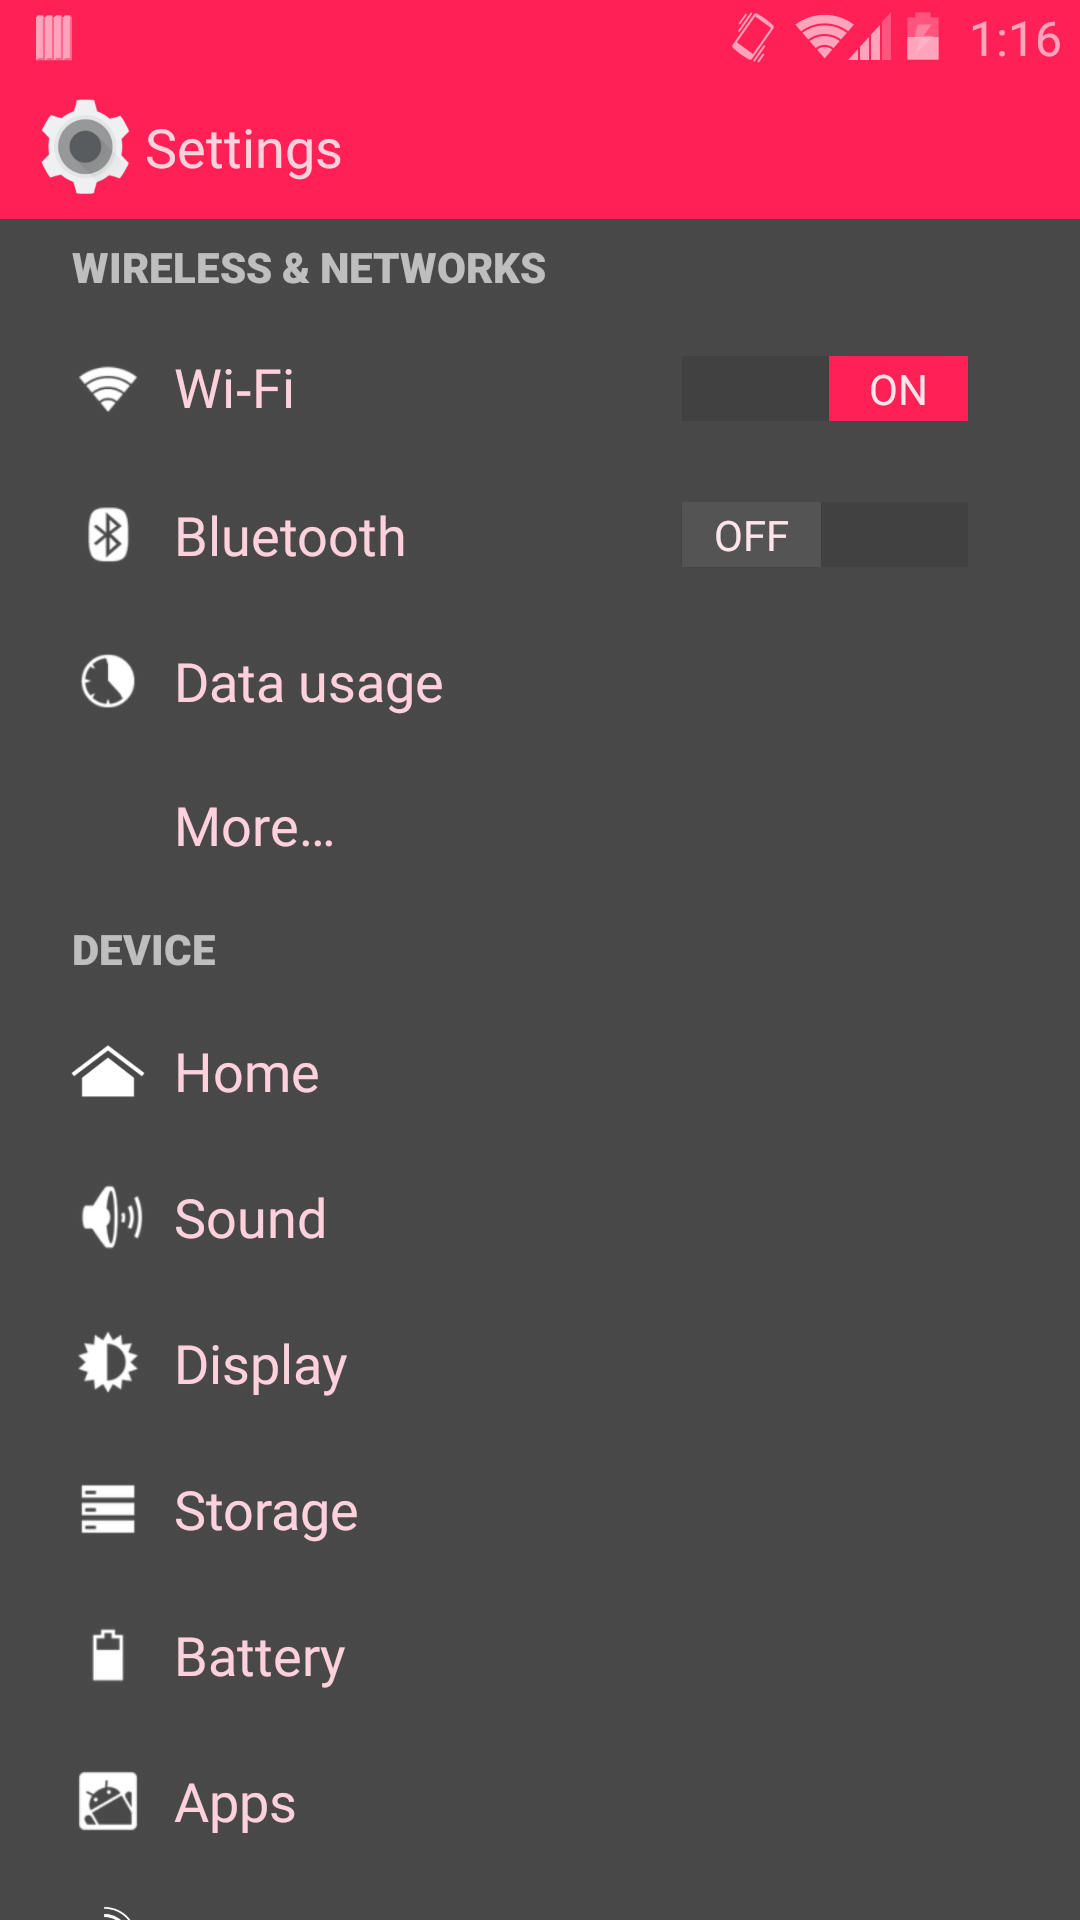 1:16
Settings
WIRELESS & NETWORKS
Wi-Fi
ON
Bluetooth
OFF
Data usage
More...
DEVICE
Home
Sound
Display
Storage
Battery
Apps